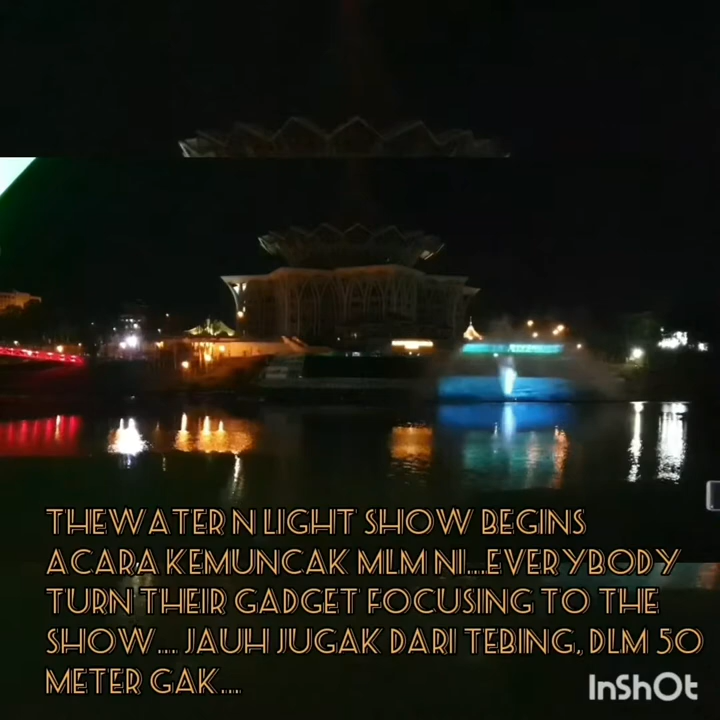 THEWATER N LIGHT SHOW BEGINS
ACARA KEMUNCAK MLM NI....EVERYBODY
TURN THEIR GADGET FOCUSING TO THE
SHOW.... JAUH JUGAK DARI TEBING, DLM 50
METER GAK.....
InShOt